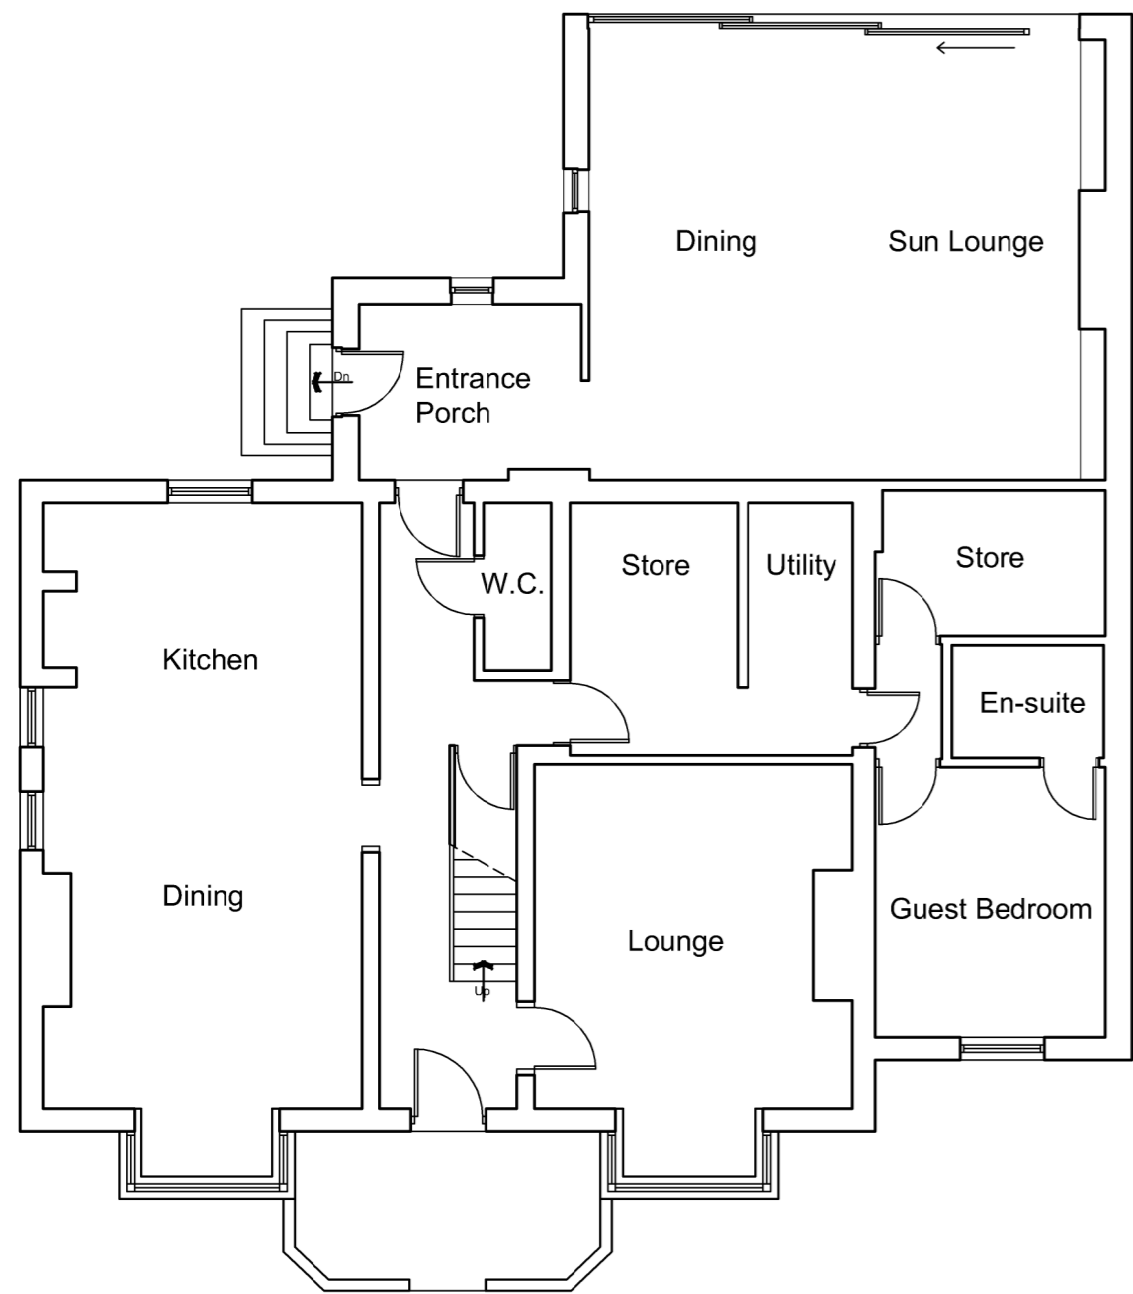 Dining
Sun Lounge
Dn
Entrance
Porch
Store
Utility
Store
W.C.
Kitchen
En-suite
Dining
Guest Bedroom
Lounge
Up